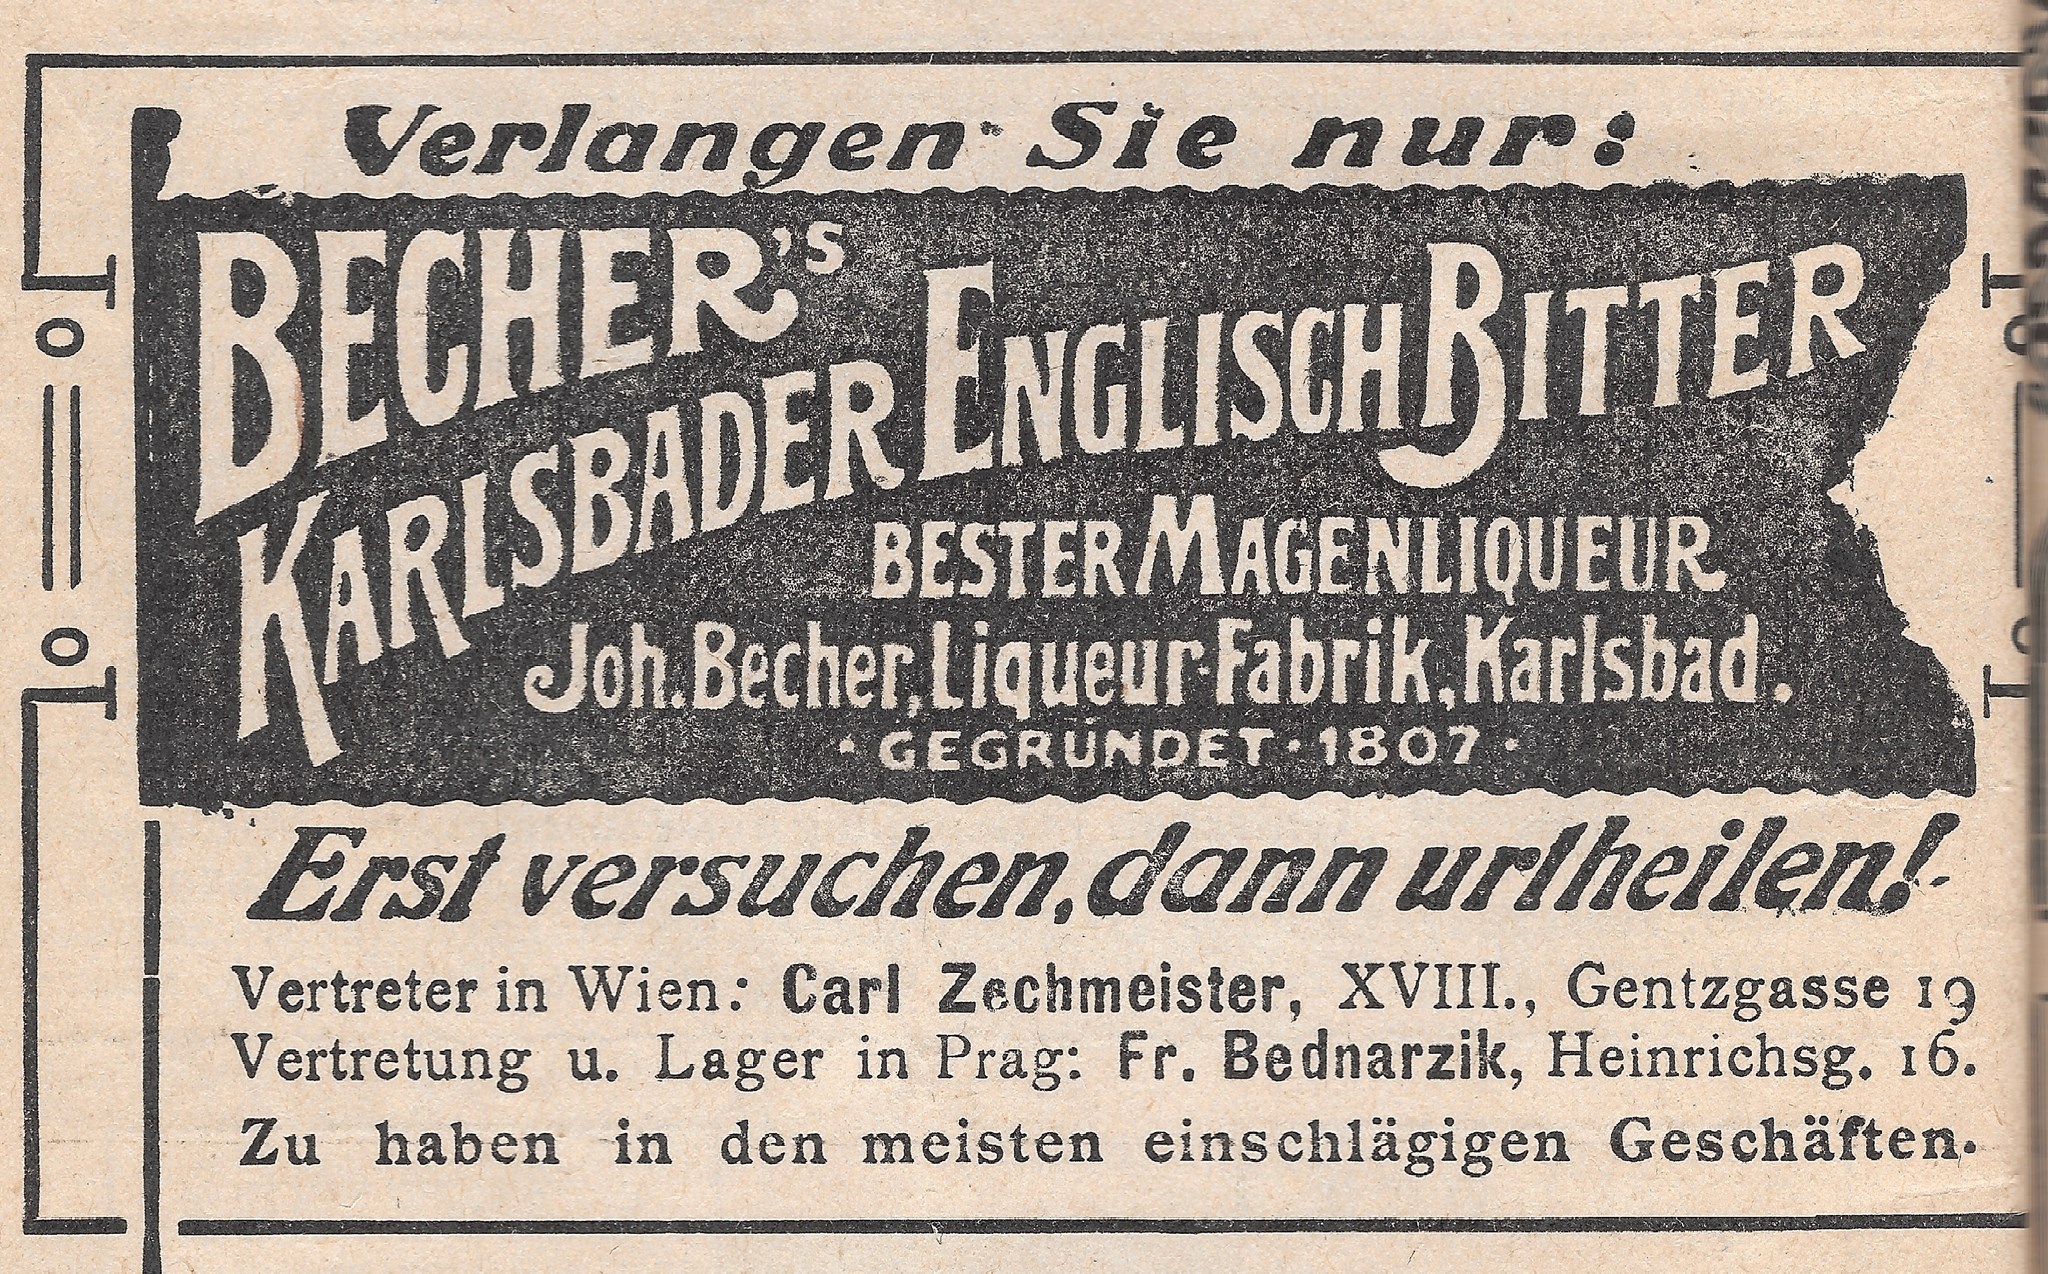 Verlangen Sie nur:
BECHER'S
KARLSBADER ENGLISCH BITTER
BESTER MAGENLIQUEUR
Joh. Becher, Liqueur-Fabrik, Karlsbad.
· GEGRÜNDET · 1807 ·
Erst versuchen, dann urtheilen!
Vertreter in Wien: Carl Zechmeister, XVIII., Gentzgasse 19
Vertretung u. Lager in Prag: Fr. Bednarzik, Heinrichsg. 16.
Zu haben in den meisten einschlägigen Geschäften.